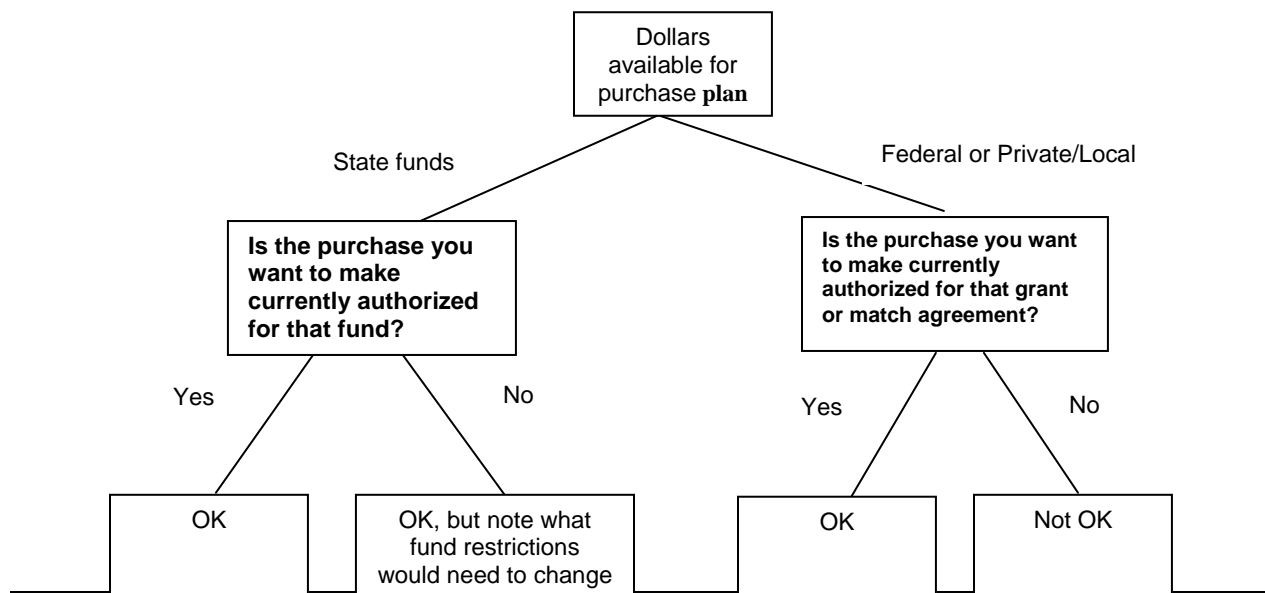 Dollars
available for
purchase plan
State funds
Federal or Private/Local
Is the purchase you
want to make
currently authorized
for that fund?
Is the purchase you want
to make currently
authorized for that grant
or match agreement?
Yes
No
Yes
No
OK
OK, but note what
fund restrictions
would need to change
OK
Not OK